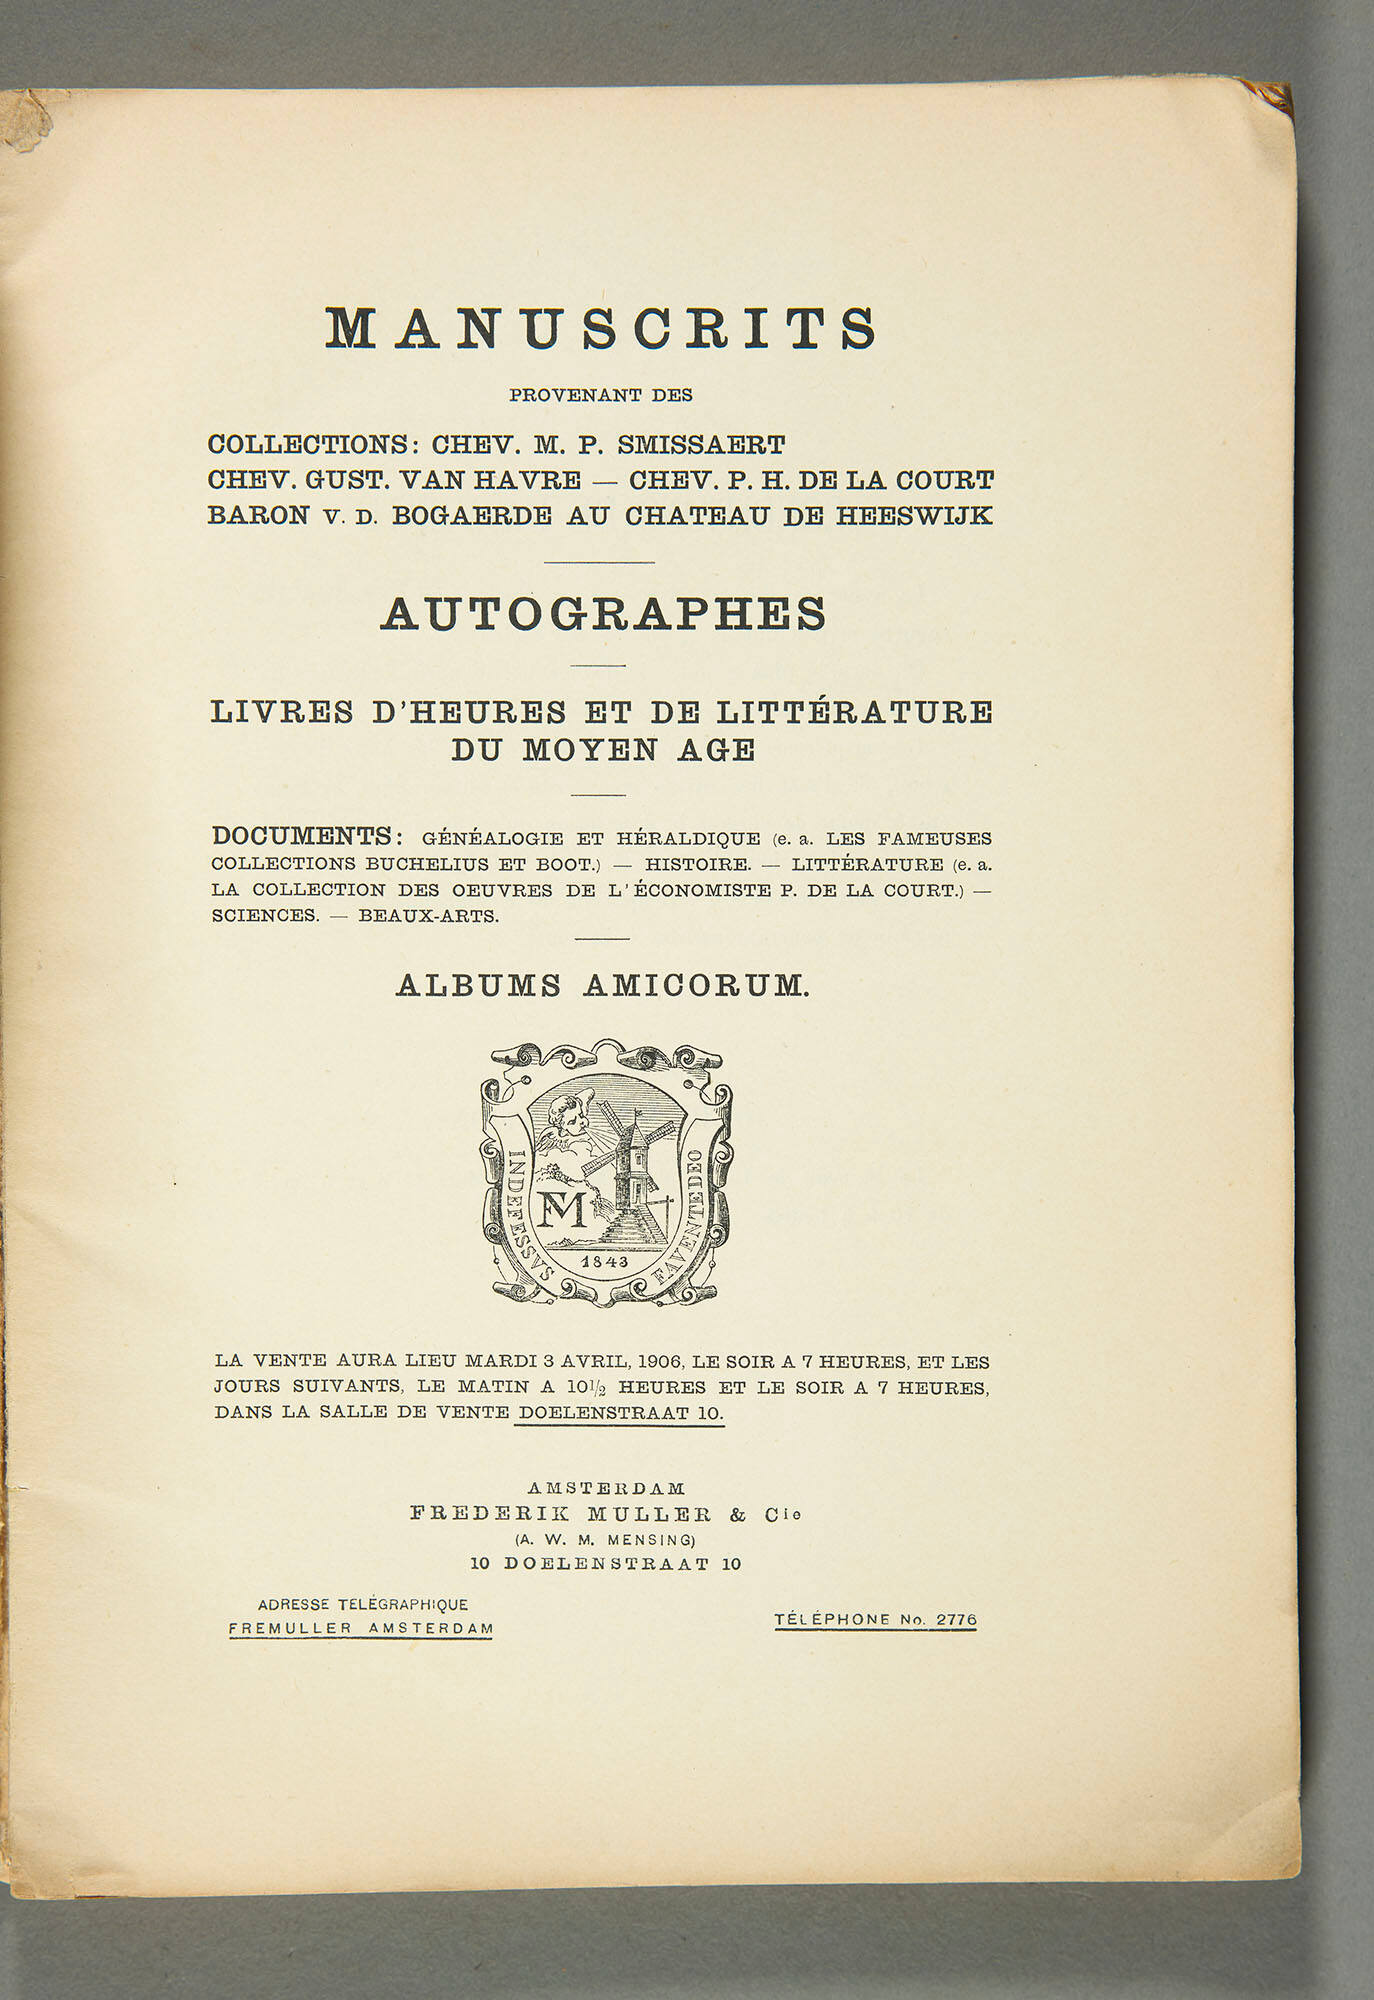 MANUSCRITS
PROVENANT DES
COLLECTIONS: CHEV. M. P. SMISSAERT
CHEV. GUST. VAN HAVRE — CHEV. P. H. DE LA COURT
BARON V. D. BOGAERDE AU CHATEAU DE HEESWIJK
AUTOGRAPHES
LIVRES D'HEURES ET DE LITTÉRATURE
DU MOYEN AGE
DOCUMENTS: GÉNÉALOGIE ET HÉRALDIQUE (e. a. LES FAMEUSES
COLLECTIONS BUCHELIUS ET BOOT.) — HISTOIRE. — LITTÉRATURE (e. a.
LA COLLECTION DES OEUVRES DE L'ÉCONOMISTE P. DE LA COURT.) —
SCIENCES. — BEAUX-ARTS.
ALBUMS AMICORUM.
INDEFESSVS
FAVENTE DEO
FM
1843
LA VENTE AURA LIEU MARDI 3 AVRIL, 1906, LE SOIR A 7 HEURES, ET LES
JOURS SUIVANTS, LE MATIN A 10½ HEURES ET LE SOIR A 7 HEURES,
DANS LA SALLE DE VENTE DOELENSTRAAT 10.
AMSTERDAM
FREDERIK MULLER & Cie
(A. W. M. MENSING)
10 DOELENSTRAAT 10
ADRESSE TÉLÉGRAPHIQUE
FREMULLER AMSTERDAM
TÉLÉPHONE No. 2776